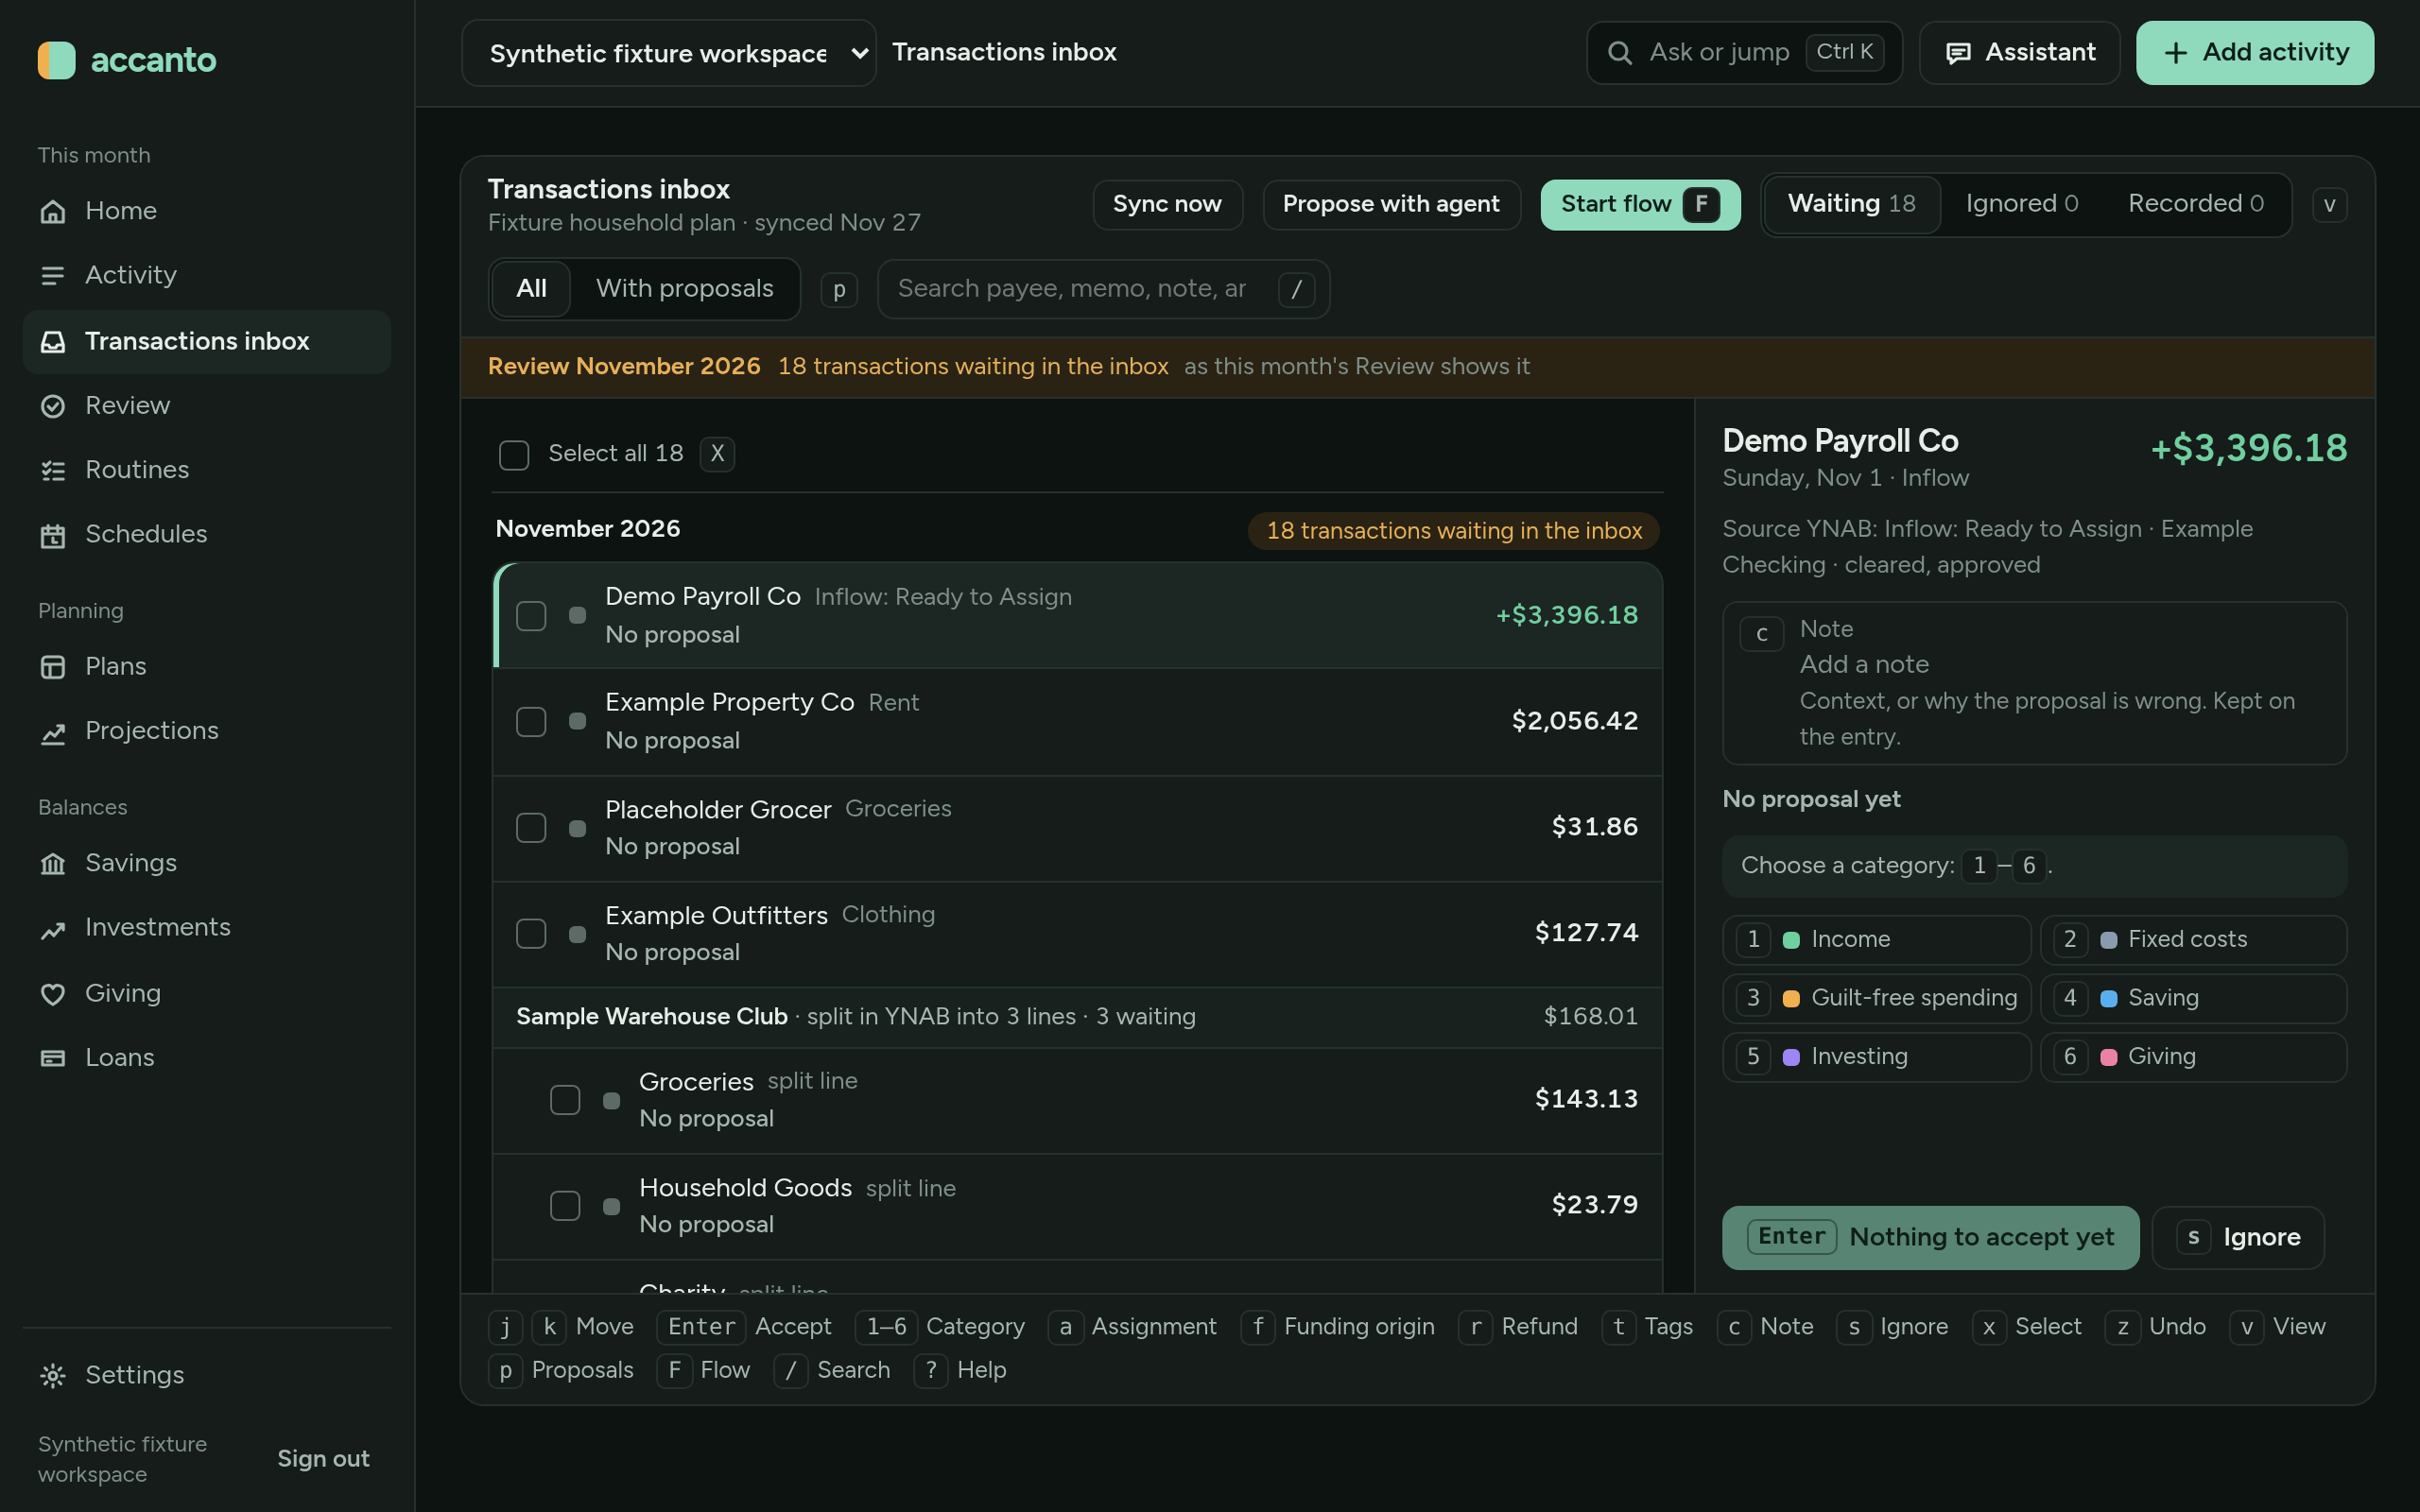 accanto
This month
Home
Activity
Transactions inbox
Review
Routines
Schedules
Planning
Plans
Projections
Balances
Savings
Investments
Giving
Loans
Settings
Synthetic fixture
workspace
Sign out
Synthetic fixture workspace
Transactions inbox
Ask or jump Ctrl K
Assistant
Add activity
Transactions inbox
Fixture household plan · synced Nov 27
Sync now
Propose with agent
Start flow F
Waiting 18 Ignored 0 Recorded 0 v
All With proposals p
Search payee, memo, note, ar /
Review November 2026 18 transactions waiting in the inbox as this month's Review shows it
Select all 18 X
November 2026 18 transactions waiting in the inbox
Demo Payroll Co Inflow: Ready to Assign
No proposal
+$3,396.18
Example Property Co Rent
No proposal
$2,056.42
Placeholder Grocer Groceries
No proposal
$31.86
Example Outfitters Clothing
No proposal
$127.74
Sample Warehouse Club · split in YNAB into 3 lines · 3 waiting $168.01
Groceries split line
No proposal
$143.13
Household Goods split line
No proposal
$23.79
Charity split line
Demo Payroll Co +$3,396.18
Sunday, Nov 1 · Inflow
Source YNAB: Inflow: Ready to Assign · Example
Checking · cleared, approved
c Note
Add a note
Context, or why the proposal is wrong. Kept on
the entry.
No proposal yet
Choose a category: 1–6.
1 Income 2 Fixed costs
3 Guilt-free spending 4 Saving
5 Investing 6 Giving
Enter Nothing to accept yet s Ignore
j k Move Enter Accept 1–6 Category a Assignment f Funding origin r Refund t Tags c Note s Ignore x Select z Undo v View
p Proposals F Flow / Search ? Help